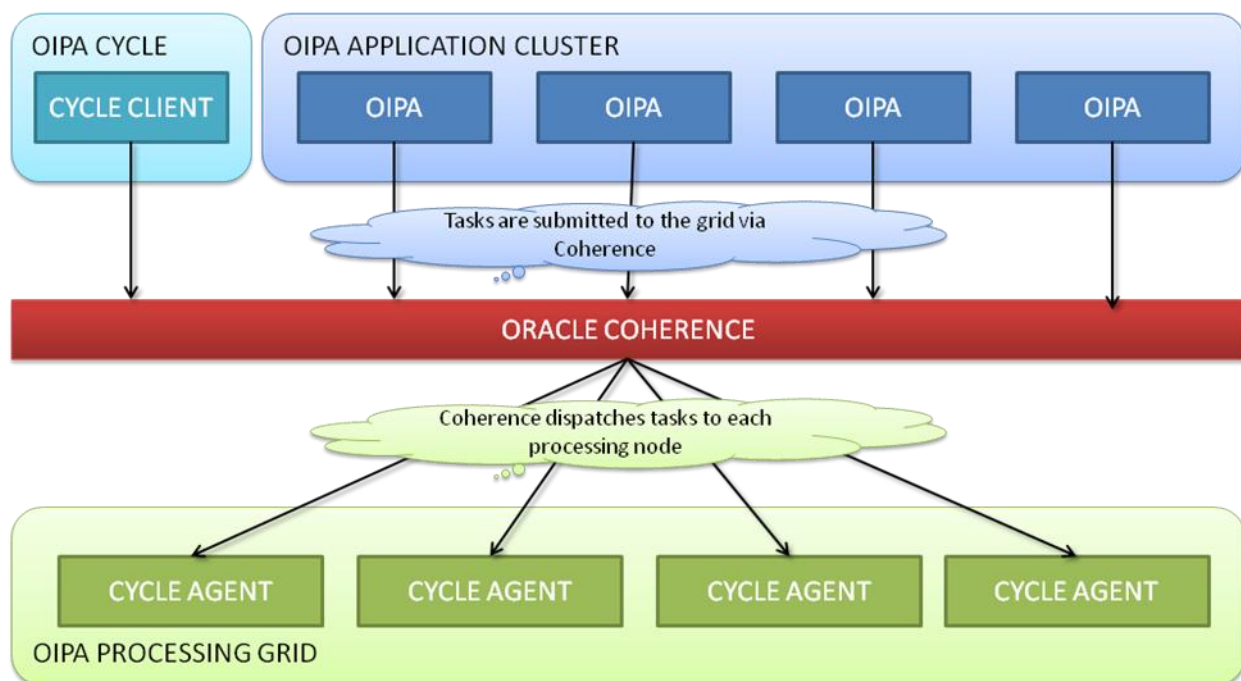 OIPA CYCLE
CYCLE CLIENT
OIPA APPLICATION CLUSTER
OIPA
OIPA
OIPA
OIPA
Tasks are submitted to the grid via
Coherence
ORACLE COHERENCE
Coherence dispatches tasks to each
processing node
CYCLE AGENT
CYCLE AGENT
CYCLE AGENT
CYCLE AGENT
OIPA PROCESSING GRID